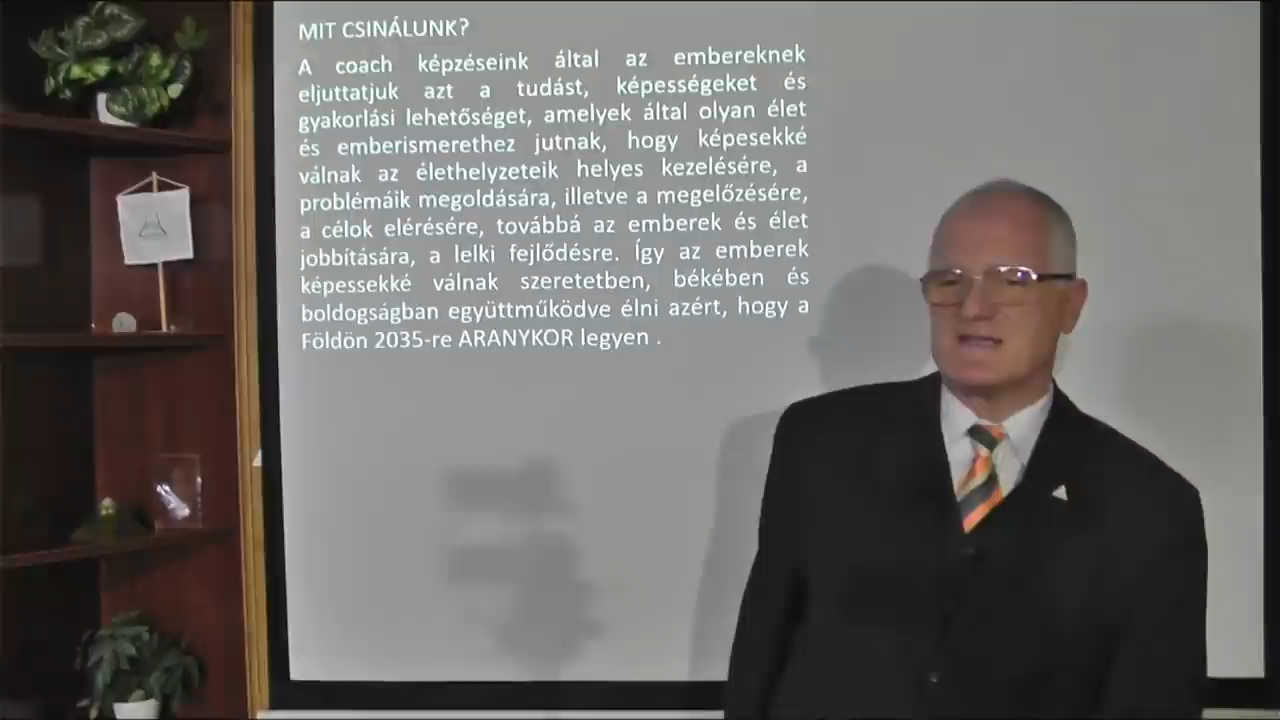 MIT CSINÁLUNK?
A coach képzéseink által az embereknek
eljuttatjuk azt a tudást, képességeket és
gyakorlási lehetőséget, amelyek által olyan élet
és emberismerethez jutnak, hogy képesekké
válnak az élethelyzeteik helyes kezelésére, a
problémáik megoldására, illetve a megelőzésére,
a célok elérésére, továbbá az emberek és élet
jobbítására, a lelki fejlődésre. Így az emberek
képessekké válnak szeretetben, békében és
boldogságban együttműködve élni azért, hogy a
Földön 2035-re ARANYKOR legyen .